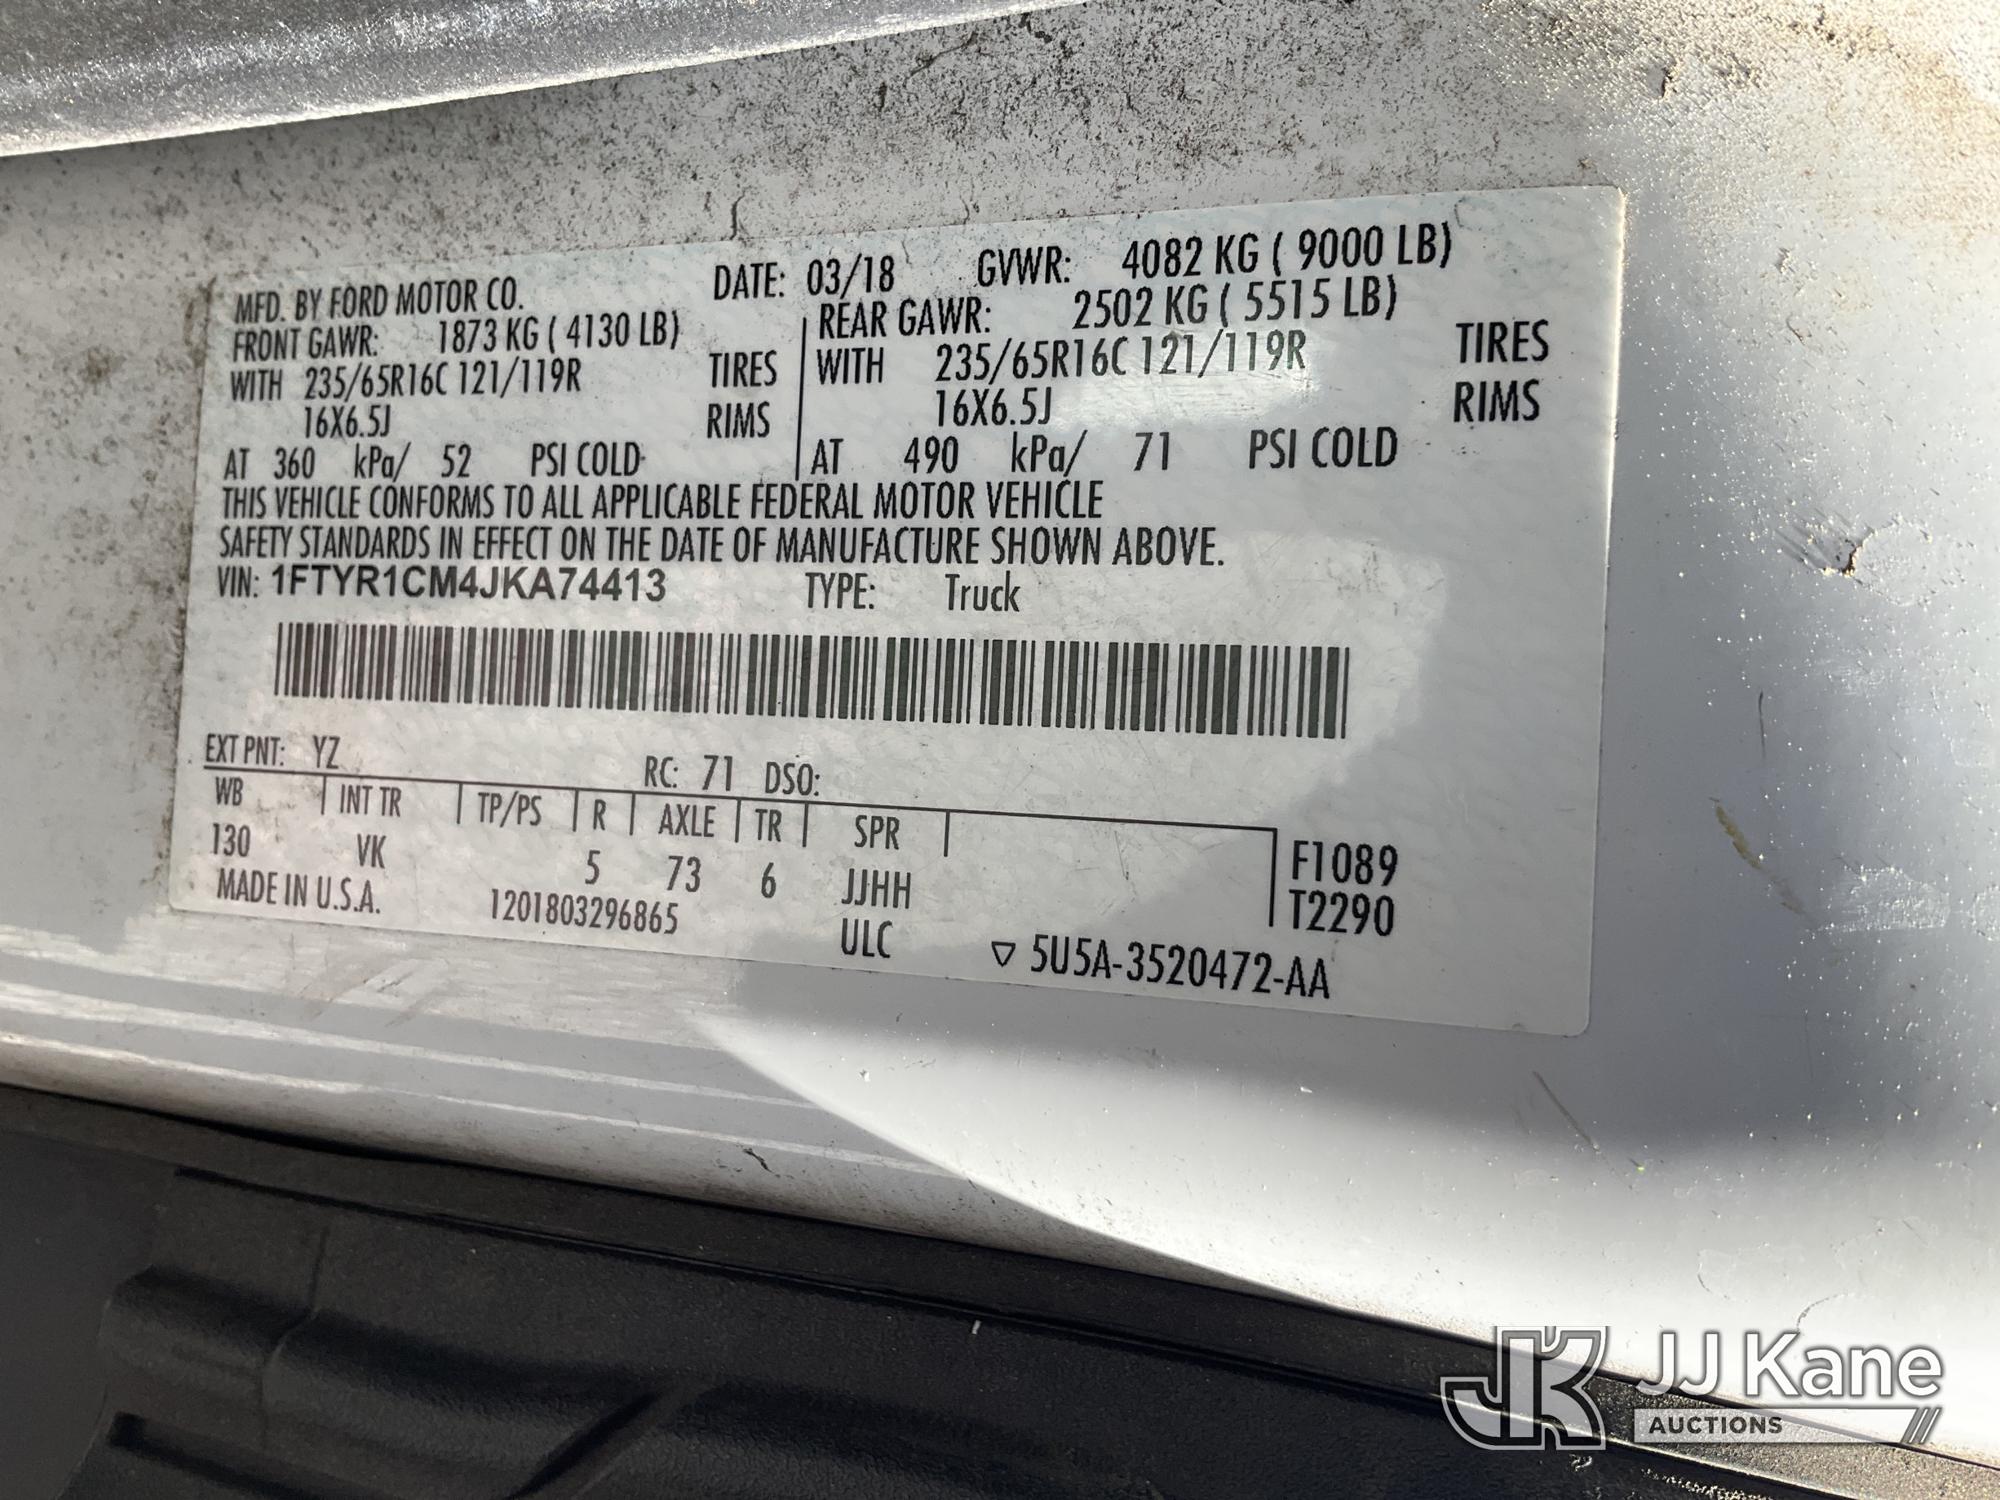 MFD. BY FORD MOTOR CO. DATE: 03/18 GVWR: 4082 KG ( 9000 LB)
FRONT GAWR: 1873 KG ( 4130 LB) REAR GAWR: 2502 KG ( 5515 LB)
WITH 235/65R16C 121/119R TIRES WITH 235/65R16C 121/119R TIRES
16X6.5J RIMS 16X6.5J RIMS
AT 360 kPa/ 52 PSI COLD AT 490 kPa/ 71 PSI COLD
THIS VEHICLE CONFORMS TO ALL APPLICABLE FEDERAL MOTOR VEHICLE
SAFETY STANDARDS IN EFFECT ON THE DATE OF MANUFACTURE SHOWN ABOVE.
VIN: 1FTYR1CM4JKA74413 TYPE: Truck
EXT PNT: YZ RC: 71 DSO:
WB INT TR TP/PS R AXLE TR SPR
130 VK 5 73 6 JJHH F1089
MADE IN U.S.A. 1201803296865 ULC T2290
▽ 5U5A-3520472-AA
JK JJ Kane
AUCTIONS